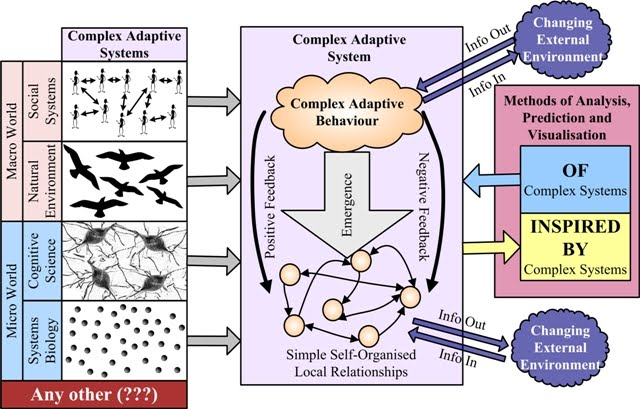 Complex Adaptive
Systems
Macro World
Social
Systems
Natural
Environment
Micro World
Cognitive
Science
Systems
Biology
Any other (???)
Complex Adaptive
System
Complex Adaptive
Behaviour
Positive Feedback
Emergence
Negative Feedback
Simple Self-Organised
Local Relationships
Info Out
Info In
Changing
External
Environment
Methods of Analysis,
Prediction and
Visualisation
OF
Complex Systems
INSPIRED
BY
Complex Systems
Info Out
Info In
Changing
External
Environment